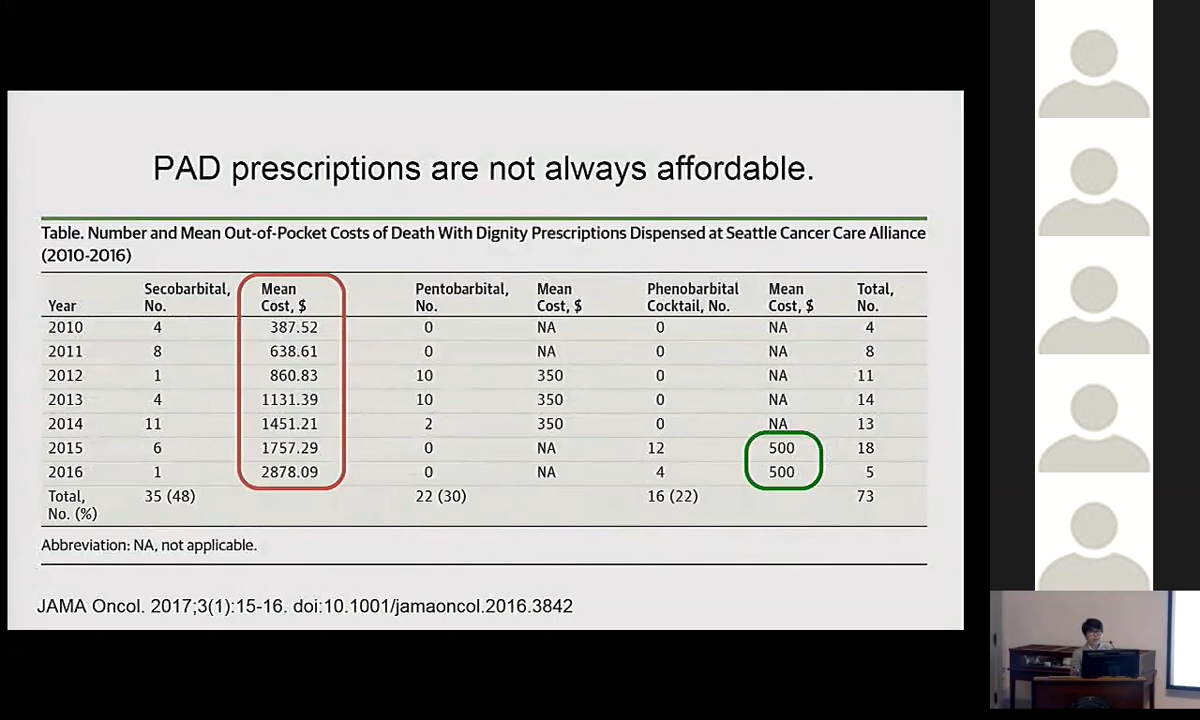 PAD prescriptions are not always affordable.
Table. Number and Mean Out-of-Pocket Costs of Death With Dignity Prescriptions Dispensed at Seattle Cancer Care Alliance
(2010-2016)
Year Secobarbital, No. Mean Cost, $ Pentobarbital, No. Mean Cost, $ Phenobarbital Cocktail, No. Mean Cost, $ Total, No.
2010 4 387.52 0 NA 0 NA 4
2011 8 638.61 0 NA 0 NA 8
2012 1 860.83 10 350 0 NA 11
2013 4 1131.39 10 350 0 NA 14
2014 11 1451.21 2 350 0 NA 13
2015 6 1757.29 0 NA 12 500 18
2016 1 2878.09 0 NA 4 500 5
Total, No. (%) 35 (48) 22 (30) 16 (22) 73
Abbreviation: NA, not applicable.
JAMA Oncol. 2017;3(1):15-16. doi:10.1001/jamaoncol.2016.3842